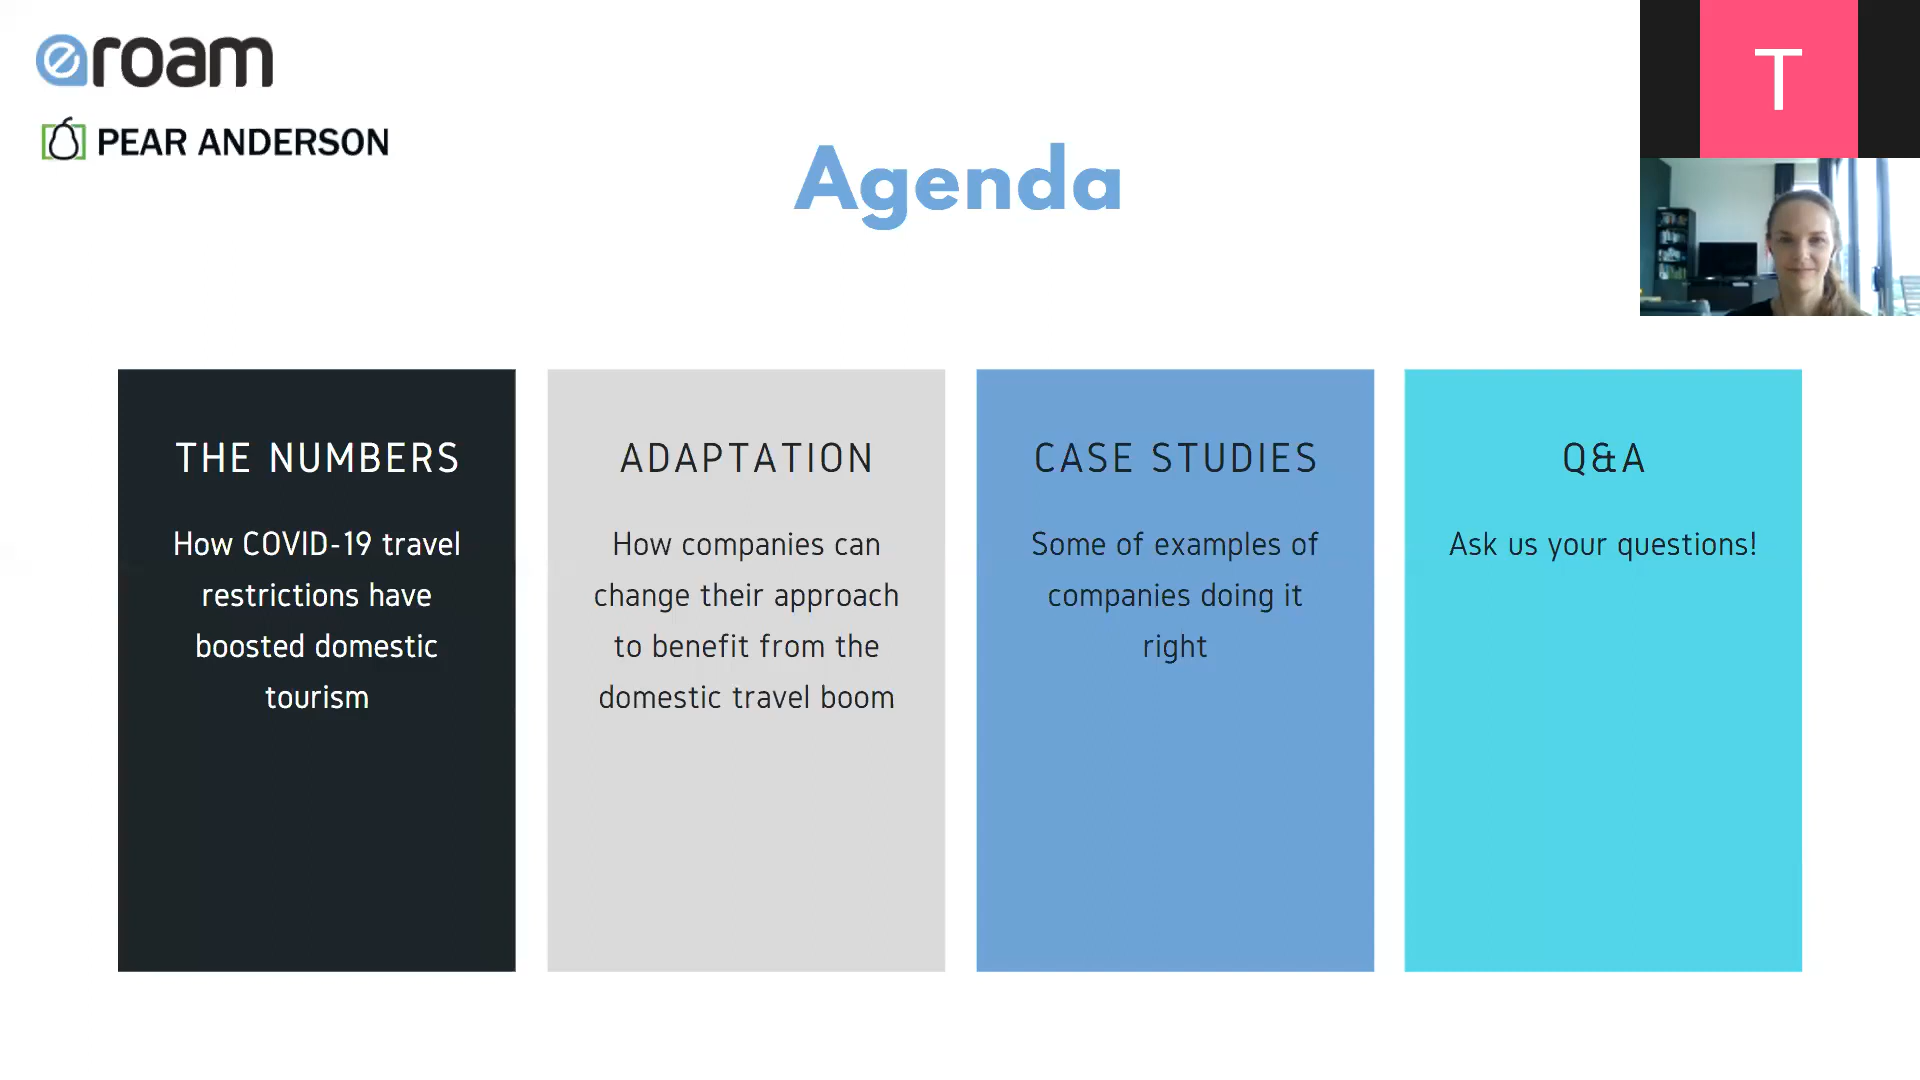 eroam
PEAR ANDERSON
T
Agenda
THE NUMBERS
How COVID-19 travel
restrictions have
boosted domestic
tourism
ADAPTATION
How companies can
change their approach
to benefit from the
domestic travel boom
CASE STUDIES
Some of examples of
companies doing it
right
Q&A
Ask us your questions!